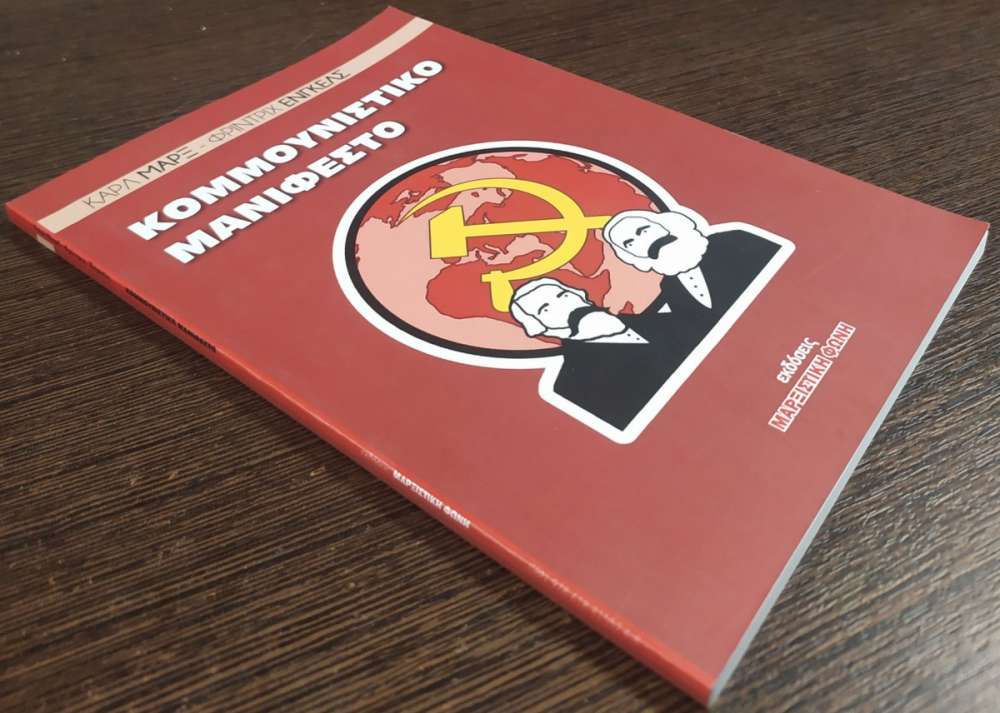 ΚΑΡΛ ΜΑΡΞ - ΦΡΙΝΤΡΙΧ ΕΝΓΚΕΛΣ
ΚΟΜΜΟΥΝΙΣΤΙΚΟ
ΜΑΝΙΦΕΣΤΟ
εκδόσεις
ΜΑΡΞΙΣΤΙΚΗ ΦΩΝΗ
ΚΟΜΜΟΥΝΙΣΤΙΚΟ ΜΑΝΙΦΕΣΤΟ
ΜΑΡΞΙΣΤΙΚΗ ΦΩΝΗ